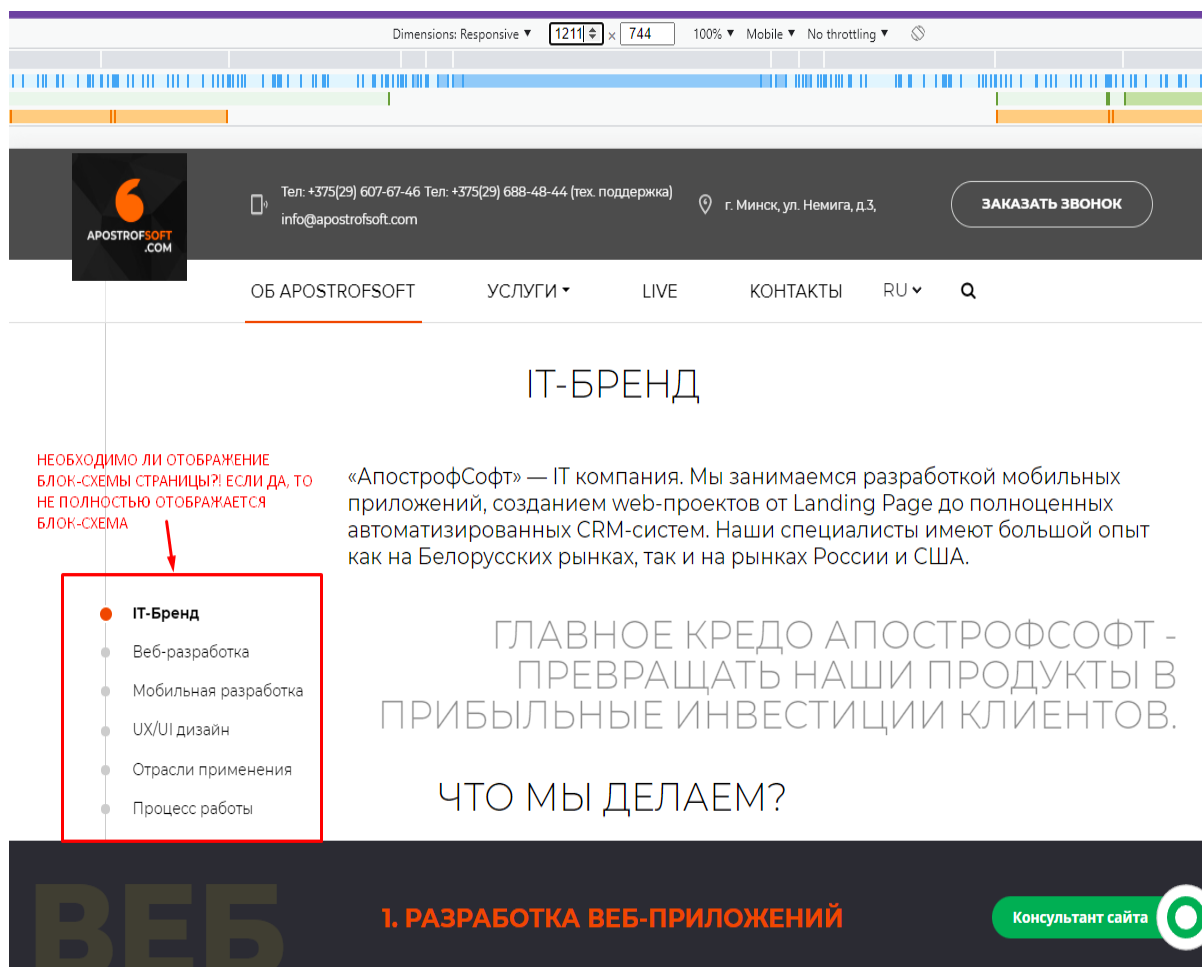 Dimensions: Responsive ▼ 1211 × 744 100% ▼ Mobile ▼ No throttling ▼
Тел: +375(29) 607-67-46 Тел: +375(29) 688-48-44 (тех. поддержка)
info@apostrofsoft.com
г. Минск, ул. Немига, д.3,
ЗАКАЗАТЬ ЗВОНОК
APOSTROFSOFT
.COM
ОБ APOSTROFSOFT УСЛУГИ LIVE КОНТАКТЫ RU
IT-БРЕНД
НЕОБХОДИМО ЛИ ОТОБРАЖЕНИЕ
БЛОК-СХЕМЫ СТРАНИЦЫ?! ЕСЛИ ДА, ТО
НЕ ПОЛНОСТЬЮ ОТОБРАЖАЕТСЯ
БЛОК-СХЕМА
«АпострофСофт» — IT компания. Мы занимаемся разработкой мобильных
приложений, созданием web-проектов от Landing Page до полноценных
автоматизированных CRM-систем. Наши специалисты имеют большой опыт
как на Белорусских рынках, так и на рынках России и США.
IT-Бренд
Веб-разработка
Мобильная разработка
UX/UI дизайн
Отрасли применения
Процесс работы
ГЛАВНОЕ КРЕДО АПОСТРОФСОФТ -
ПРЕВРАЩАТЬ НАШИ ПРОДУКТЫ В
ПРИБЫЛЬНЫЕ ИНВЕСТИЦИИ КЛИЕНТОВ.
ЧТО МЫ ДЕЛАЕМ?
ВЕБ
1. РАЗРАБОТКА ВЕБ-ПРИЛОЖЕНИЙ
Консультант сайта